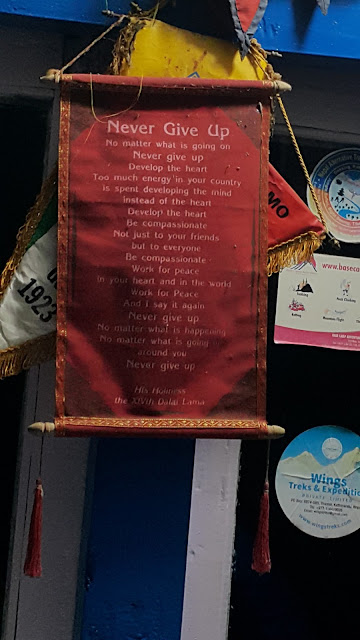 Never Give Up
No matter what is going on
Never give up
Develop the heart
Too much energy in your country
is spent developing the mind
instead of the heart
Develop the heart
Be compassionate
Not just to your friends
but to everyone
Be compassionate
Work for peace
in your heart and in the world
Work for Peace
And I say it again
Never give up
No matter what is happening
No matter what is going
around you
Never give up
His Holiness
the XIVth Dalai Lama
1923
MO
www.baseca
Wings
Treks & Expediti
PRIVATE LIMITED
www.wingstreks.com